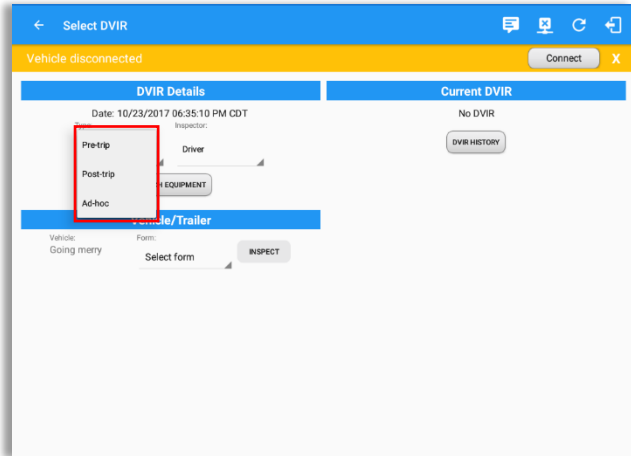 Select DVIR
Vehicle disconnected
Connect
X
DVIR Details
Current DVIR
Date: 10/23/2017 06:35:10 PM CDT
No DVIR
Inspector:
Pre-trip
Driver
DVIR HISTORY
Post-trip
EQUIPMENT
Ad-hoc
Vehicle/Trailer
Vehicle:
Form:
Going merry
Select form
INSPECT